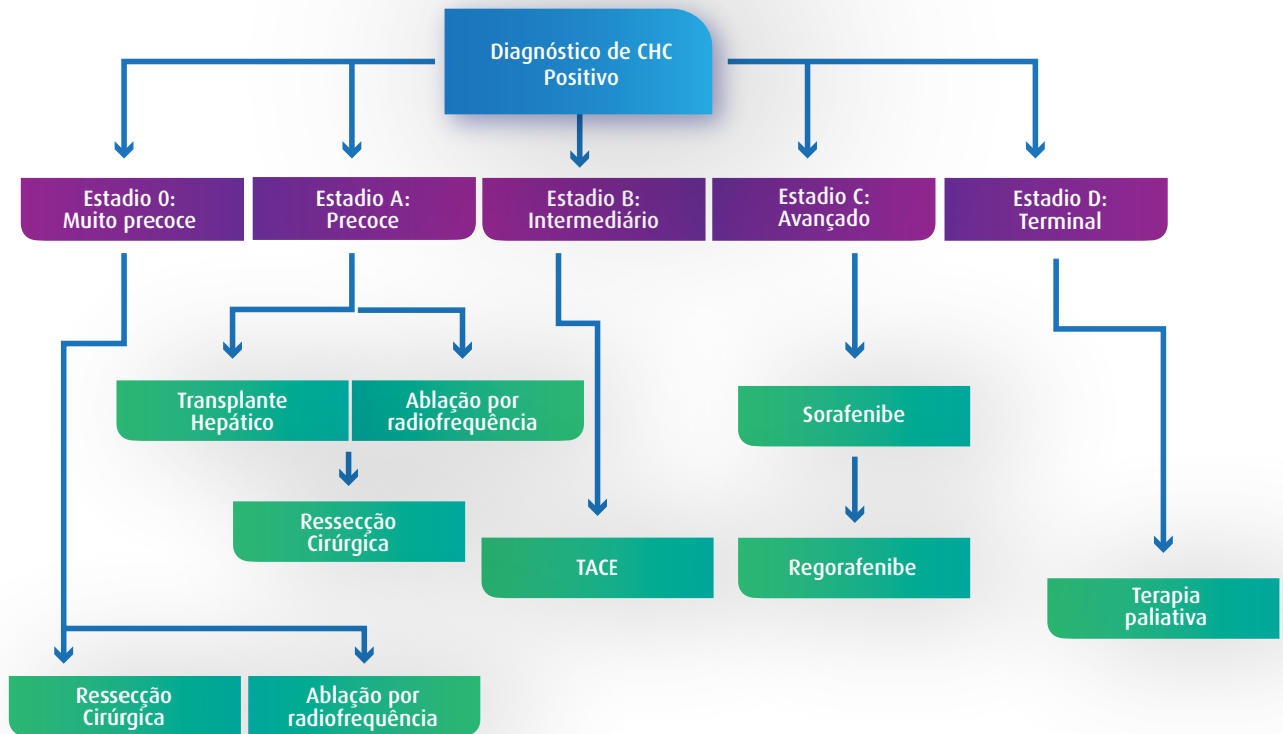 Diagnóstico de CHC
Positivo
Estadio 0:
Muito precoce
Estadio A:
Precoce
Estadio B:
Intermediário
Estadio C:
Avançado
Estadio D:
Terminal
Transplante
Hepático
Ablação por
radiofrequência
Sorafenibe
Ressecção
Cirúrgica
TACE
Regorafenibe
Terapia
paliativa
Ressecção
Cirúrgica
Ablação por
radiofrequência